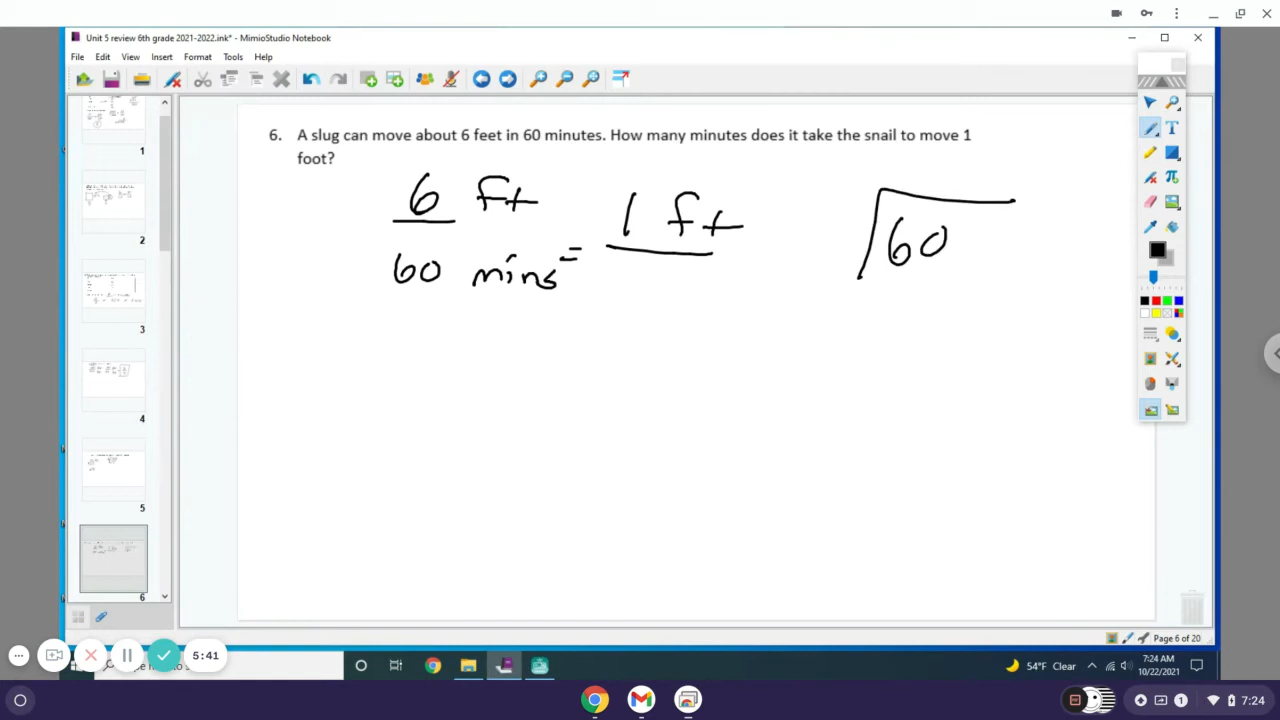 Unit 5 review 6th grade 2021-2022.ink* - MimioStudio Notebook
File Edit View Insert Format Tools Help
6. A slug can move about 6 feet in 60 minutes. How many minutes does it take the snail to move 1
foot?
6 ft
60 mins =
1 ft
60
1
2
3
4
5
6
Page 6 of 20
5:41
54°F Clear
7:24 AM
10/22/2021
1
7:24